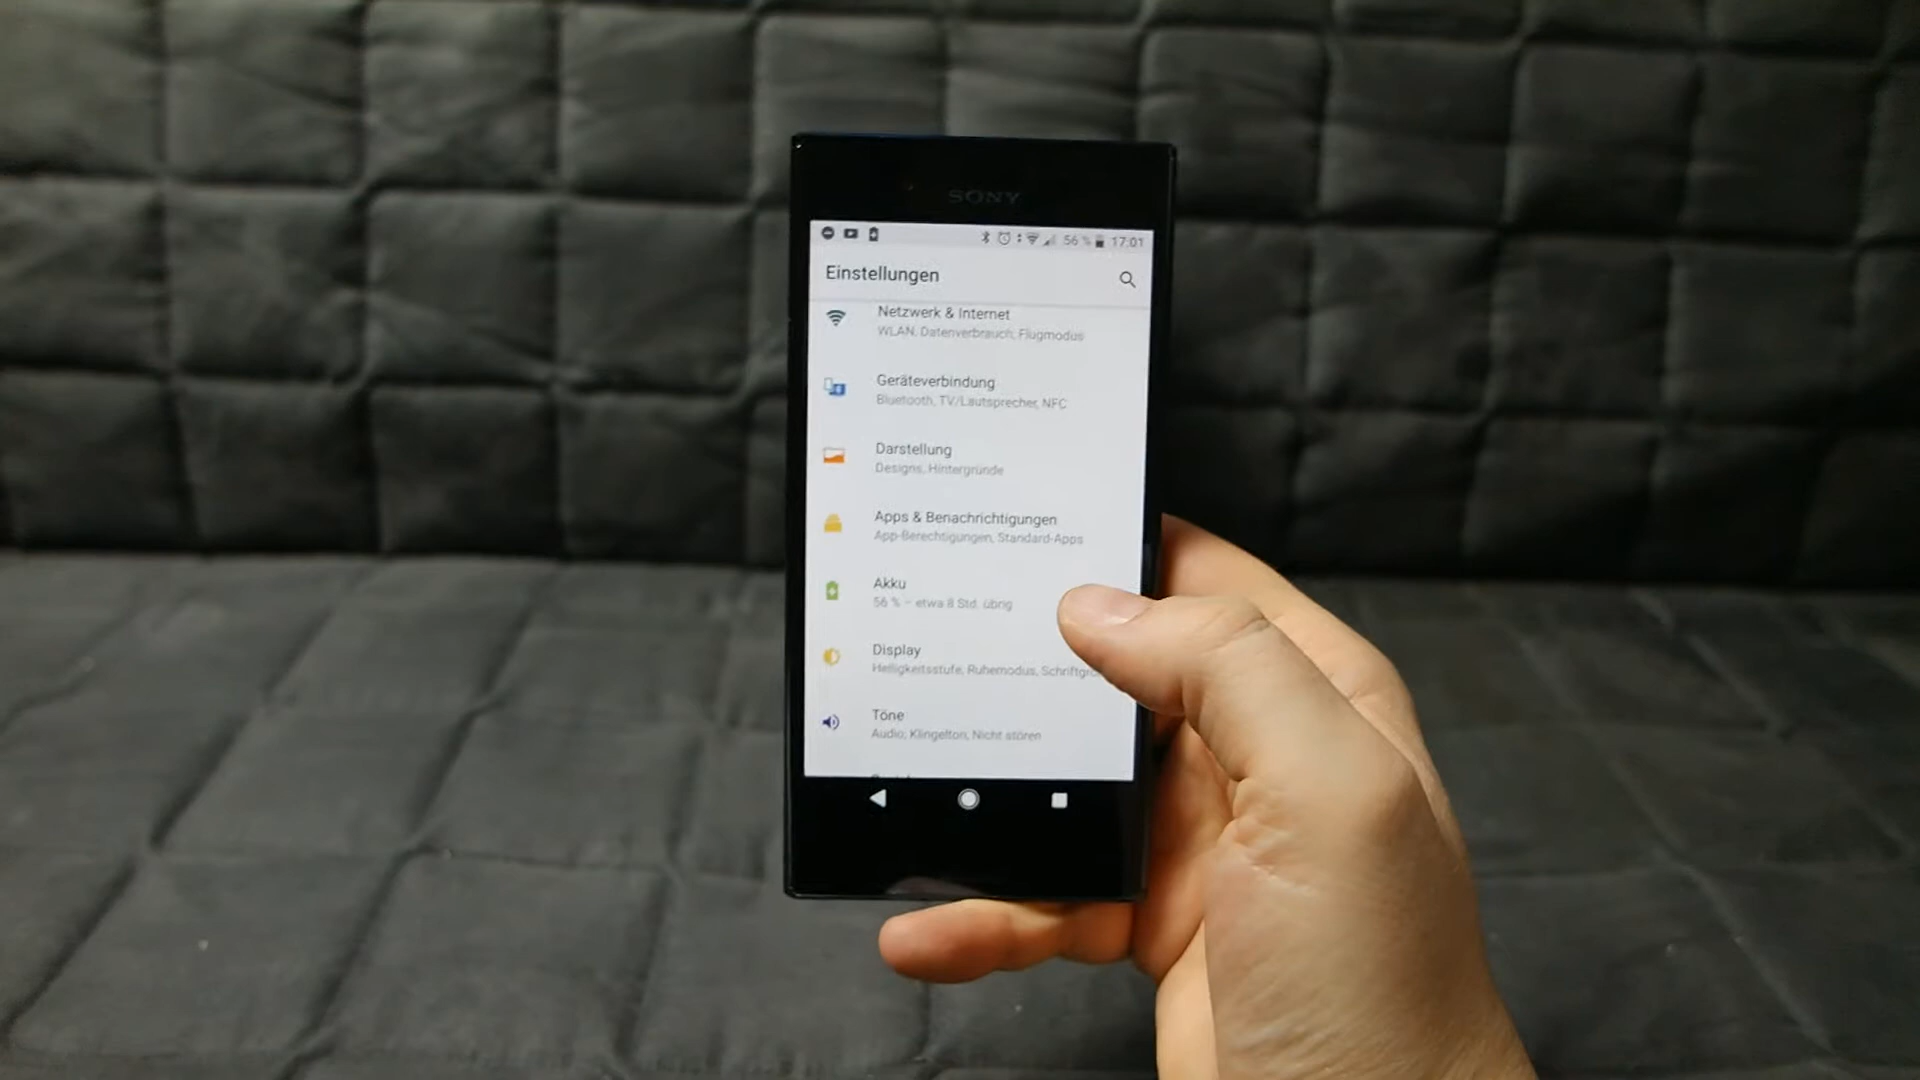 SONY
56 % 17:01
Einstellungen
Netzwerk & Internet
WLAN, Datenverbrauch, Flugmodus
Geräteverbindung
Bluetooth, TV/Lautsprecher, NFC
Darstellung
Designs, Hintergründe
Apps & Benachrichtigungen
App-Berechtigungen, Standard-Apps
Akku
56 % – etwa 8 Std. übrig
Display
Helligkeitsstufe, Ruhemodus,
Töne
Audio, Klingelton, Nicht stören